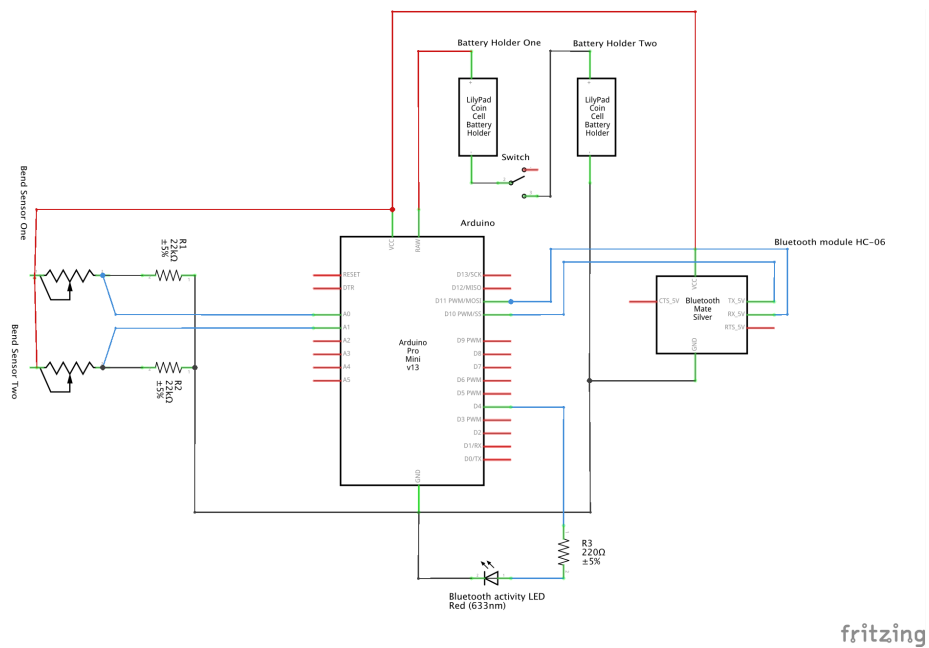 Battery Holder One
Battery Holder Two
LilyPad
Coin
Cell
Battery
Holder
LilyPad
Coin
Cell
Battery
Holder
Switch
Bend Sensor One
Arduino
VCC
RAW
R1
22kΩ
±5%
RESET
DTR
A0
A1
A2
A3
A4
A5
Arduino
Pro
Mini
v13
D13/SCK
D12/MISO
D11 PWM/MOSI
D10 PWM/SS
D9 PWM
D8
D7
D6 PWM
D5 PWM
D4
D3 PWM
D2
D1/RX
D0/TX
GND
Bluetooth module HC-06
VCC
CTS_5V
Bluetooth
Mate
Silver
TX_5V
RX_5V
RTS_5V
GND
Bend Sensor Two
R2
22kΩ
±5%
R3
220Ω
±5%
Bluetooth activity LED
Red (633nm)
fritzing